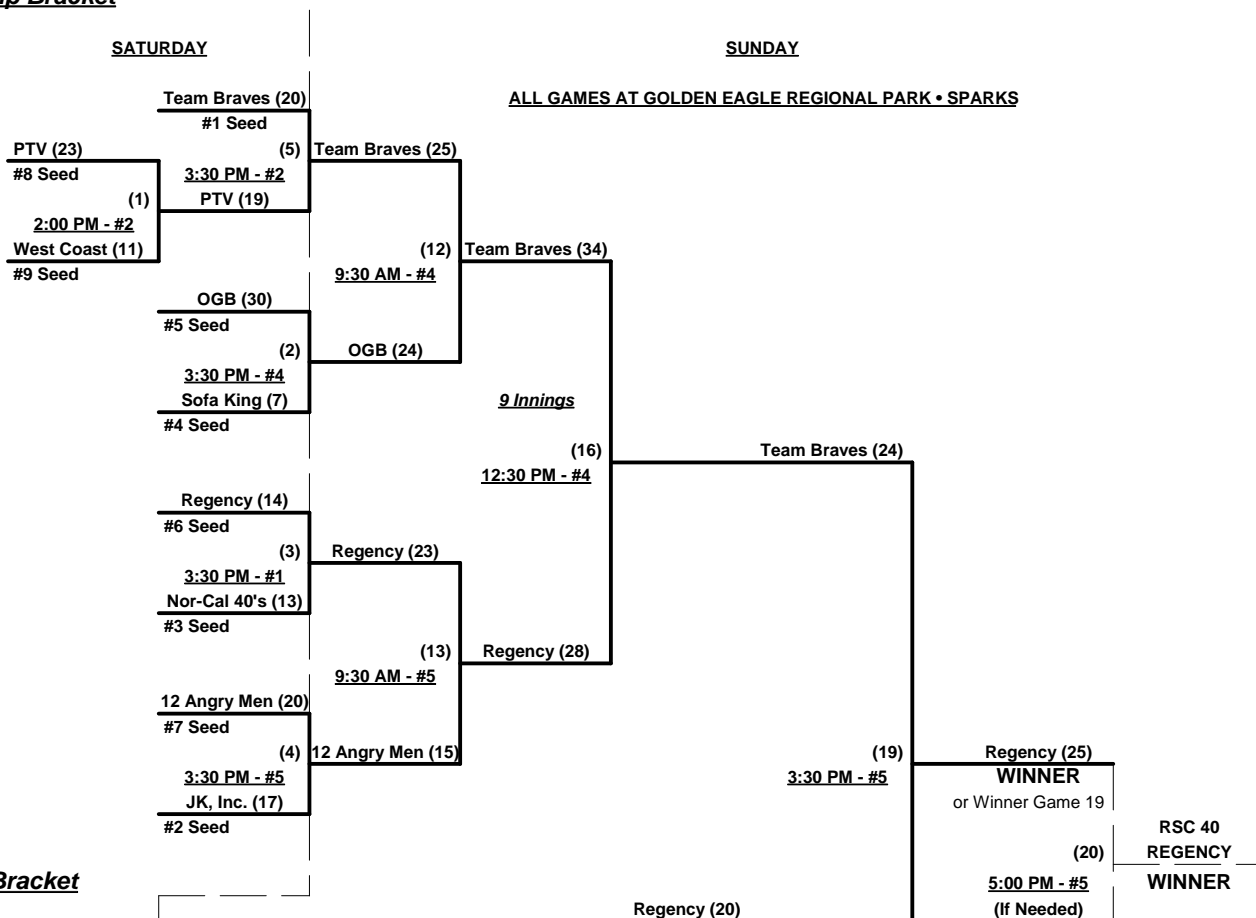 Bracket
SATURDAY
SUNDAY
Team Braves (20)
ALL GAMES AT GOLDEN EAGLE REGIONAL PARK • SPARKS
#1 Seed
PTV (23)
(5)
Team Braves (25)
#8 Seed
3:30 PM - #2
(1)
PTV (19)
2:00 PM - #2
West Coast (11)
(12)
Team Braves (34)
#9 Seed
9:30 AM - #4
OGB (30)
#5 Seed
(2)
OGB (24)
3:30 PM - #4
Sofa King (7)
9 Innings
#4 Seed
(16)
Team Braves (24)
12:30 PM - #4
Regency (14)
#6 Seed
(3)
Regency (23)
3:30 PM - #1
Nor-Cal 40's (13)
#3 Seed
(13)
Regency (28)
9:30 AM - #5
12 Angry Men (20)
#7 Seed
(4)
12 Angry Men (15)
(19)
Regency (25)
3:30 PM - #5
3:30 PM - #5
WINNER
JK, Inc. (17)
or Winner Game 19
#2 Seed
RSC 40
(20)
REGENCY
Bracket
5:00 PM - #5
WINNER
Regency (20)
(If Needed)